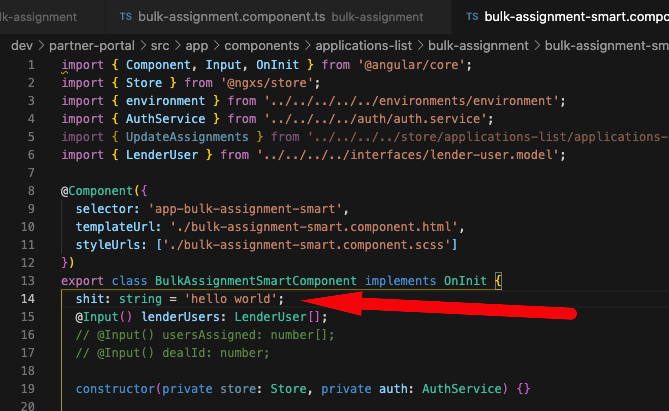 -assignment
TS bulk-assignment.component.ts bulk-assignment
TS bulk-assignment-smart.compo
dev > partner-portal > src > app > components > applications-list > bulk-assignment > bulk-assignment-sm
1 import { Component, Input, OnInit } from '@angular/core';
2 import { Store } from '@ngxs/store';
3 import { environment } from '../../../../../environments/environment';
4 import { AuthService } from '../../../../auth/auth.service';
5 import { UpdateAssignments } from '../../../../store/applications-list/applications-
6 import { LenderUser } from '../../../../interfaces/lender-user.model';
7
8 @Component({
9 selector: 'app-bulk-assignment-smart',
10 templateUrl: './bulk-assignment-smart.component.html',
11 styleUrls: ['./bulk-assignment-smart.component.scss']
12 })
13 export class BulkAssignmentSmartComponent implements OnInit {
14 shit: string = 'hello world';
15 @Input() lenderUsers: LenderUser[];
16 // @Input() usersAssigned: number[];
17 // @Input() dealId: number;
18
19 constructor(private store: Store, private auth: AuthService) {}
20